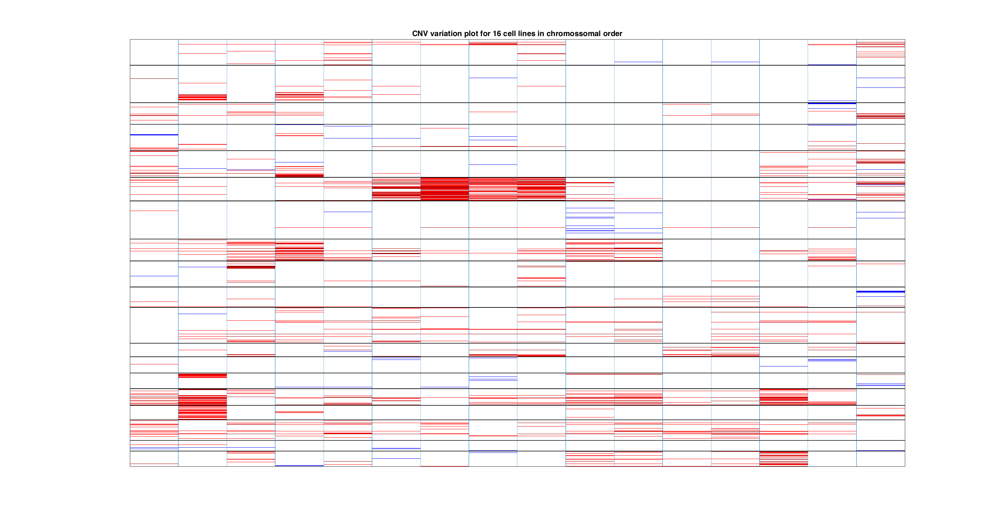 CNV variation plot for 16 cell lines in chromossomal order